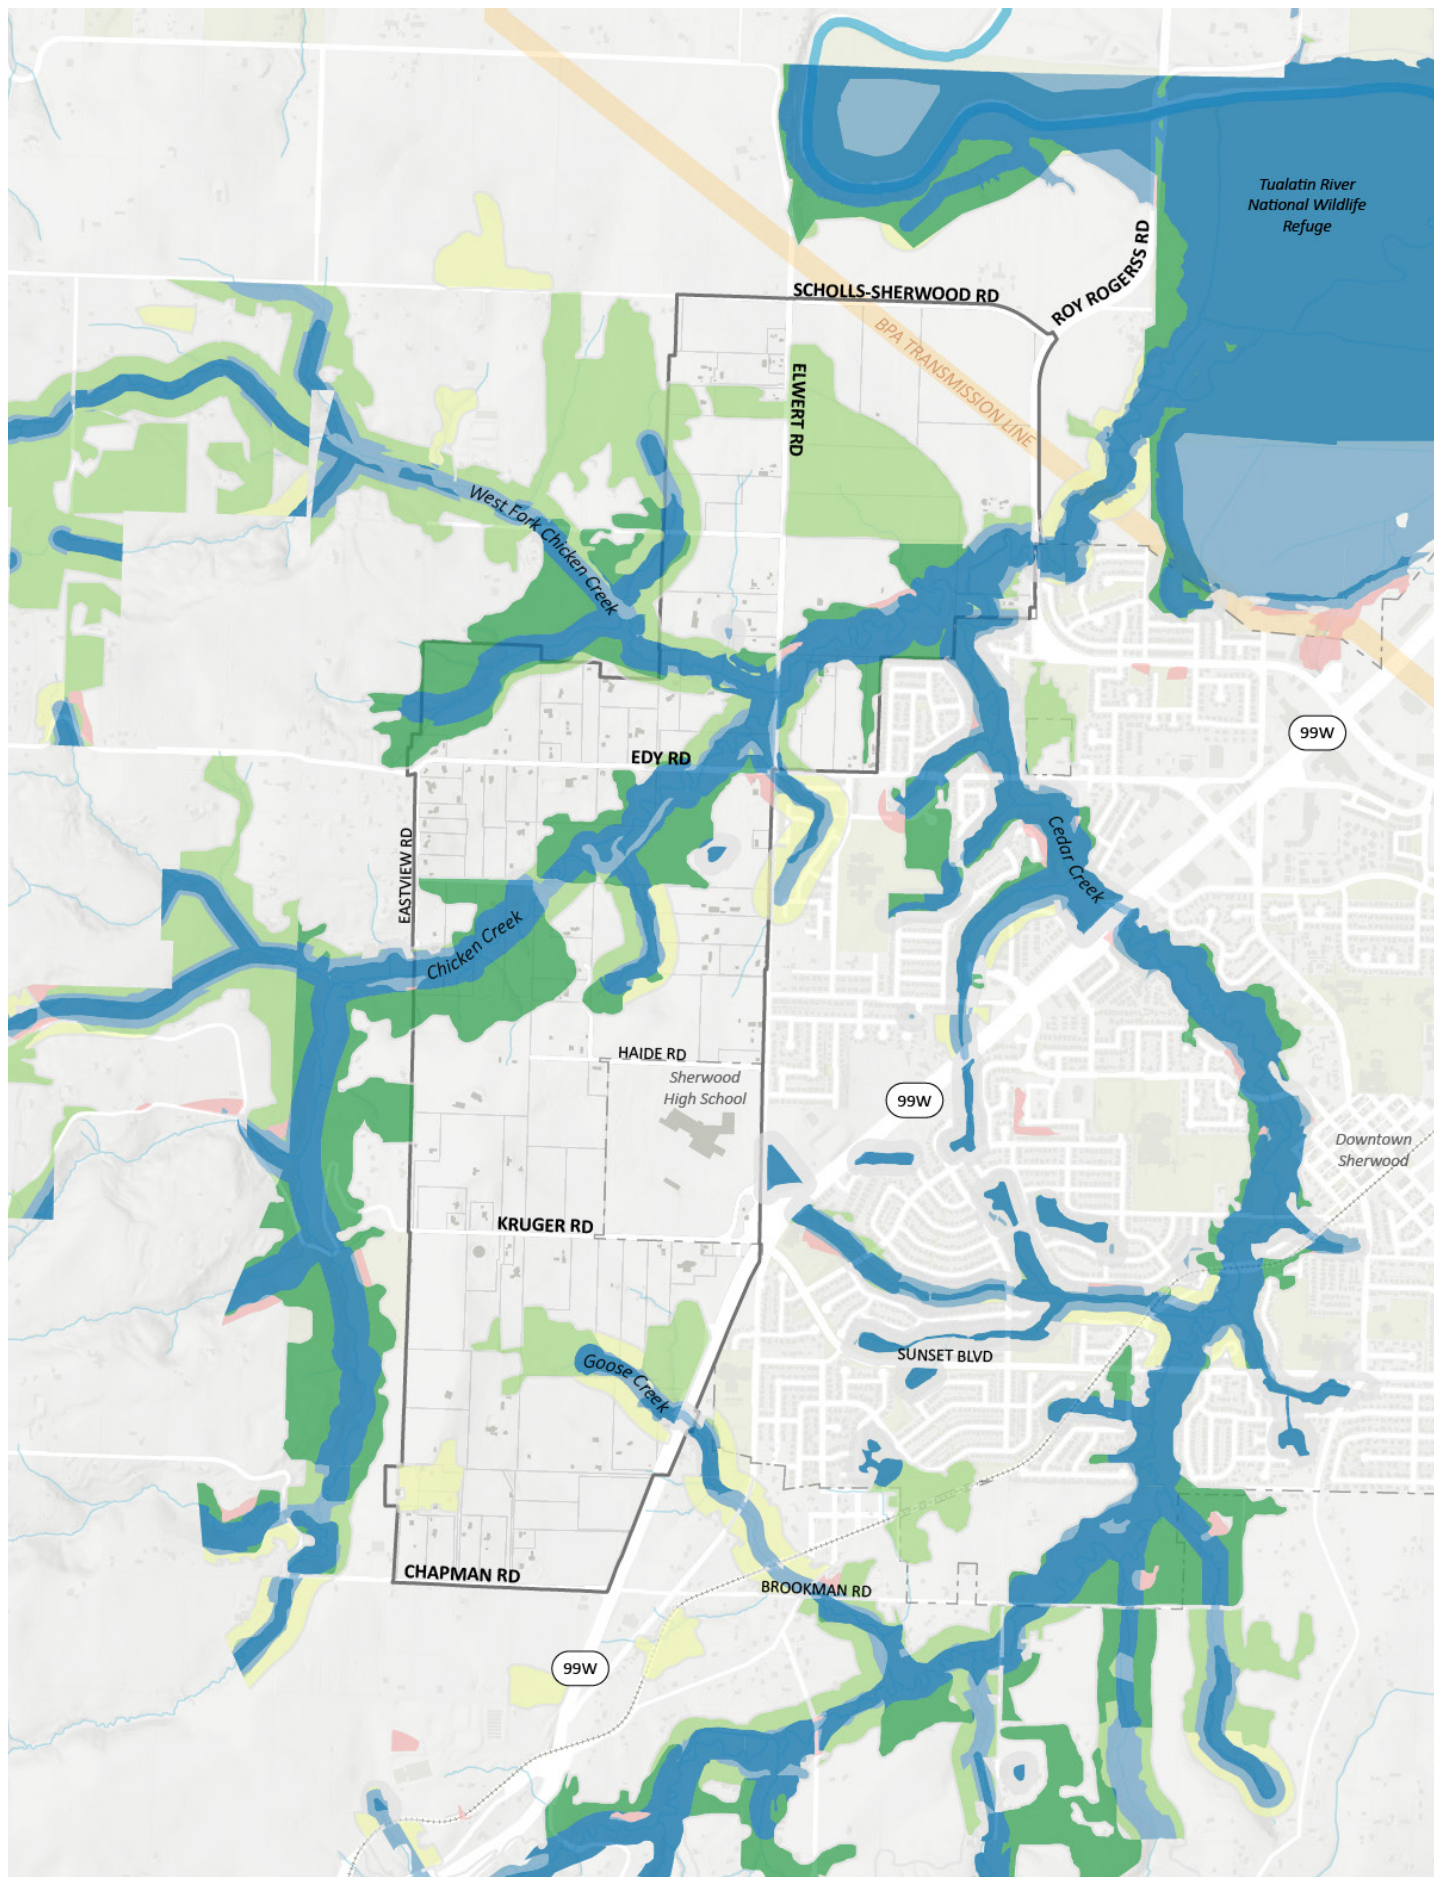 Tualatin River
National Wildlife
Refuge
SCHOLLS-SHERWOOD RD
ROY ROGERSS RD
BPA TRANSMISSION LINE
ELWERT RD
West Fork Chicken Creek
99W
EDY RD
Cedar Creek
EASTVIEW RD
Chicken Creek
HAIDE RD
Sherwood
High School
99W
Downtown
Sherwood
KRUGER RD
SUNSET BLVD
Goose Creek
CHAPMAN RD
BROOKMAN RD
99W